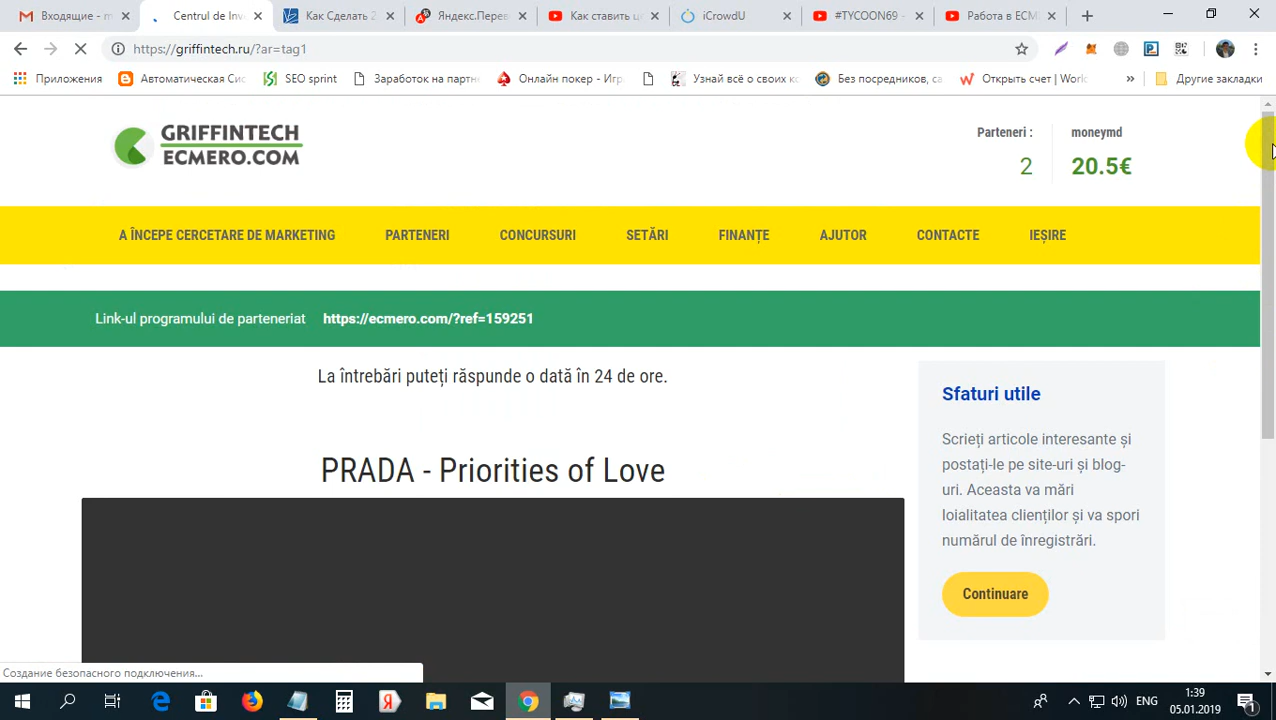 Входящие - m
Centrul de Inv
Как Сделать 2
Яндекс.Перев
Как ставить ц
iCrowdU
#TYCOON69 -
Работа в ECM
https://griffintech.ru/?ar=tag1
Приложения
Автоматическая Сис
SEO sprint
Заработок на партн
Онлайн покер - Игр
Узнай всё о своих к
Без посредников, са
Открыть счет | Worl
»
Другие закладки
GRIFFINTECH
ECMERO.COM
Parteneri :
2
moneymd
20.5€
A ÎNCEPE CERCETARE DE MARKETING PARTENERI CONCURSURI SETĂRI FINANȚE AJUTOR CONTACTE IEȘIRE
Link-ul programului de parteneriat https://ecmero.com/?ref=159251
La întrebări puteți răspunde o dată în 24 de ore.
PRADA - Priorities of Love
Sfaturi utile
Scrieți articole interesante și
postați-le pe site-uri și blog-
uri. Aceasta va mări
loialitatea clienților și va spori
numărul de înregistrări.
Continuare
Создание безопасного подключения...
ENG
1:39
05.01.2019
1